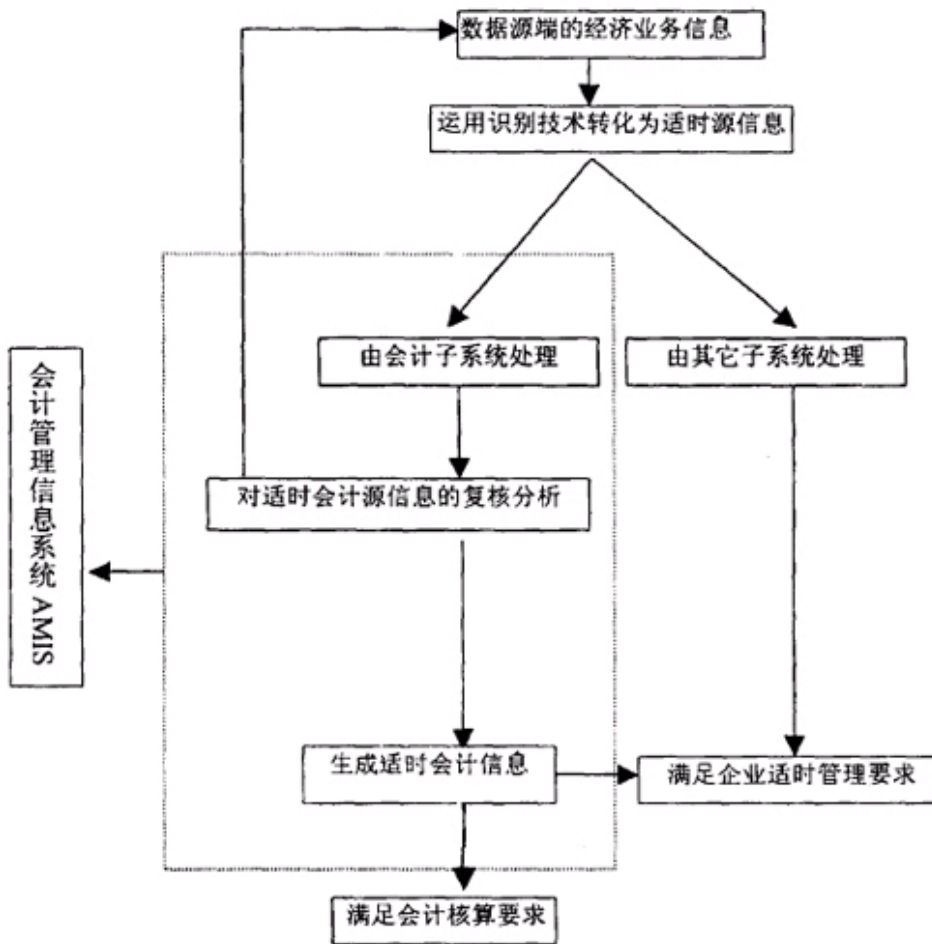 数据源端的经济业务信息
运用识别技术转化为适时源信息
由会计子系统处理
由其它子系统处理
会计管理信息系统 AMIS
对适时会计源信息的复核分析
生成适时会计信息
满足企业适时管理要求
满足会计核算要求